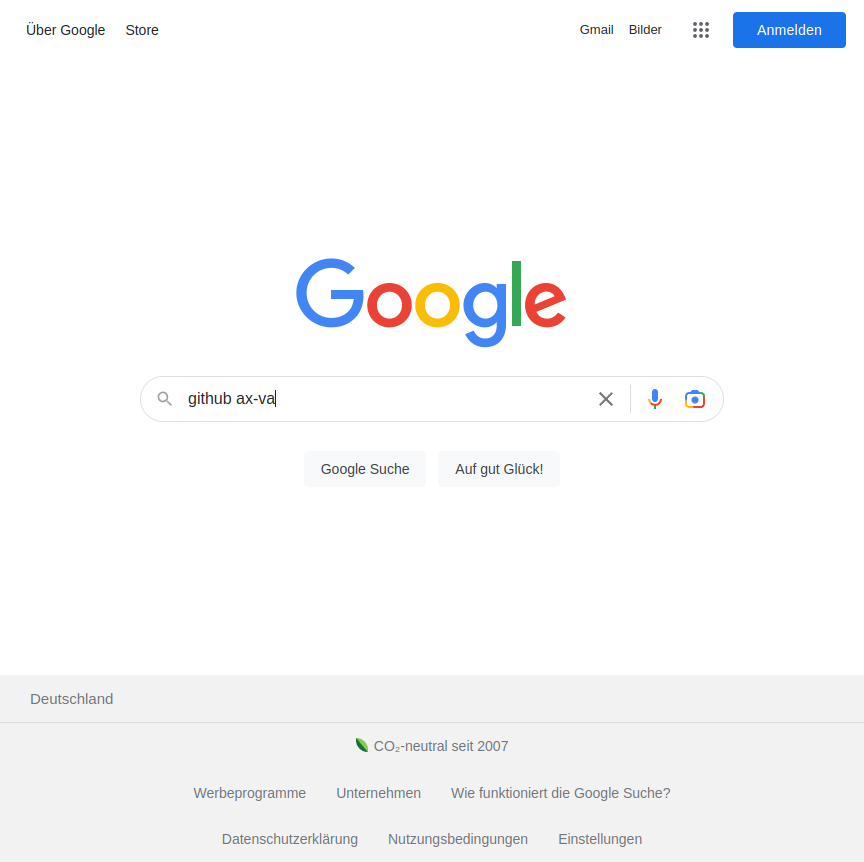 Über Google Store Gmail Bilder Anmelden
Google
github ax-va
Google Suche Auf gut Glück!
Deutschland
CO₂-neutral seit 2007
Werbeprogramme Unternehmen Wie funktioniert die Google Suche?
Datenschutzerklärung Nutzungsbedingungen Einstellungen